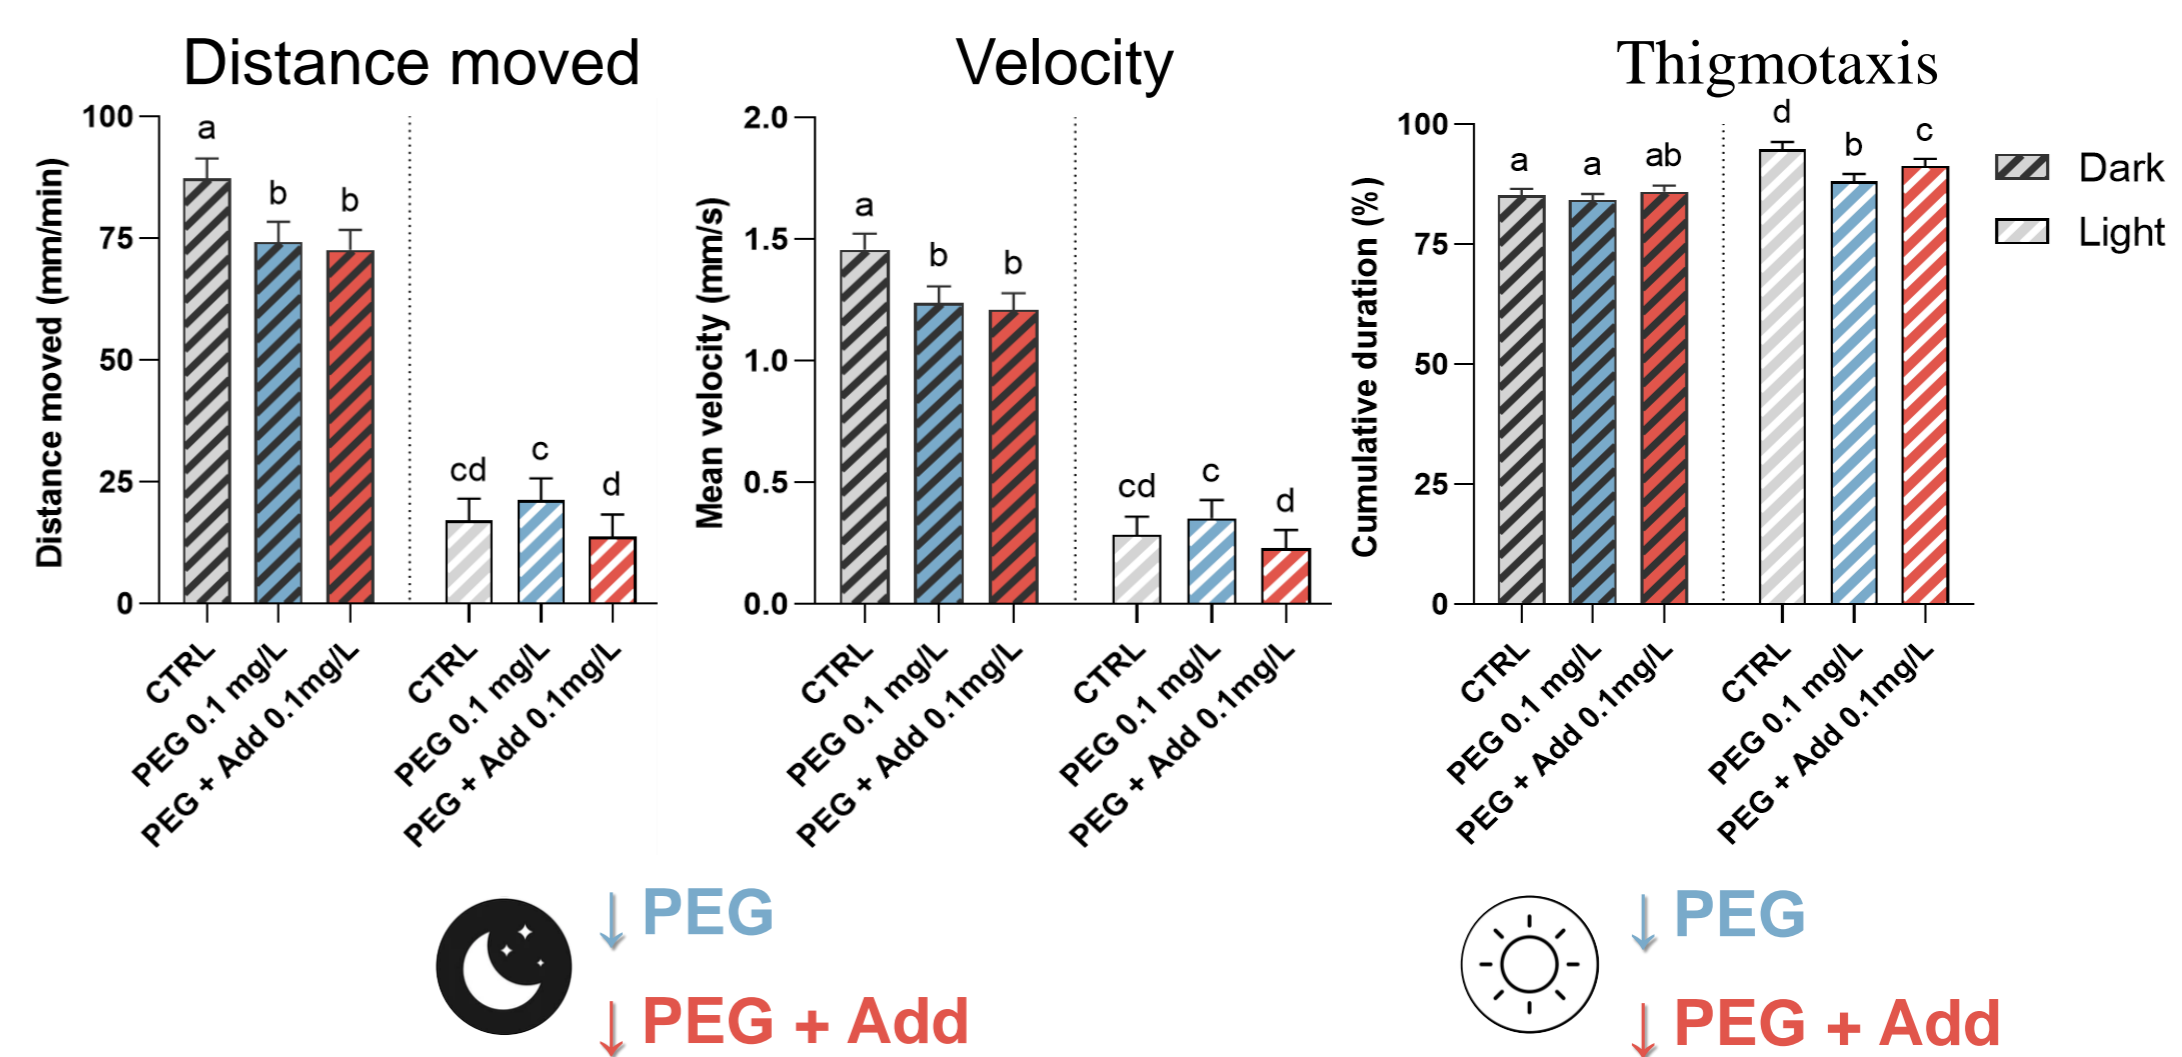 Distance moved
Distance moved (mm/min)
100
75
50
25
0
a
b
b
cd
c
d
CTRL
PEG 0.1 mg/L
PEG + Add 0.1mg/L
CTRL
PEG 0.1 mg/L
PEG + Add 0.1mg/L
Velocity
Mean velocity (mm/s)
2.0
1.5
1.0
0.5
0.0
a
b
b
cd
c
d
CTRL
PEG 0.1 mg/L
PEG + Add 0.1mg/L
CTRL
PEG 0.1 mg/L
PEG + Add 0.1mg/L
Thigmotaxis
Cumulative duration (%)
100
75
50
25
0
a
a
ab
d
b
c
CTRL
PEG 0.1 mg/L
PEG + Add 0.1mg/L
CTRL
PEG 0.1 mg/L
PEG + Add 0.1mg/L
Dark
Light
↓ PEG
↓ PEG + Add
↓ PEG
↓ PEG + Add